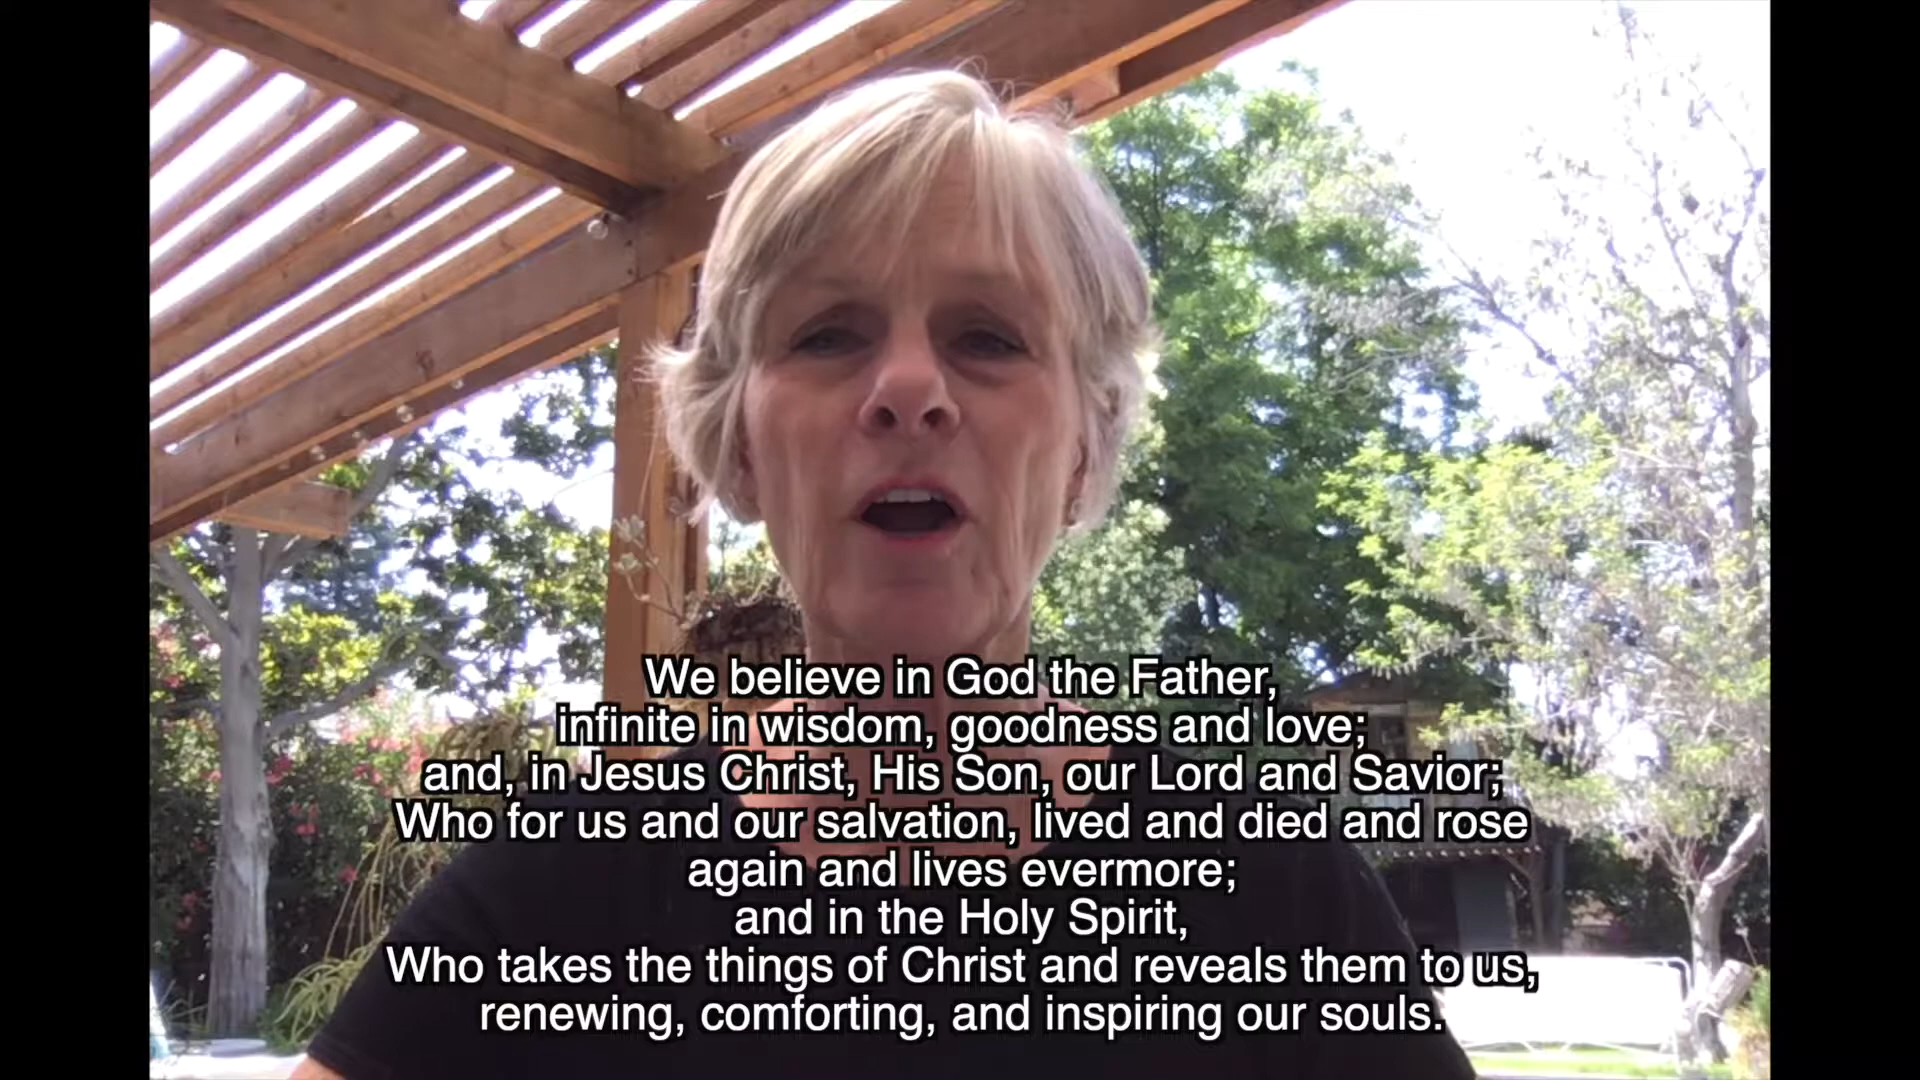 We believe in God the Father,
infinite in wisdom, goodness and love;
and, in Jesus Christ, His Son, our Lord and Savior;
Who for us and our salvation, lived and died and rose
again and lives evermore;
and in the Holy Spirit,
Who takes the things of Christ and reveals them to us,
renewing, comforting, and inspiring our souls.